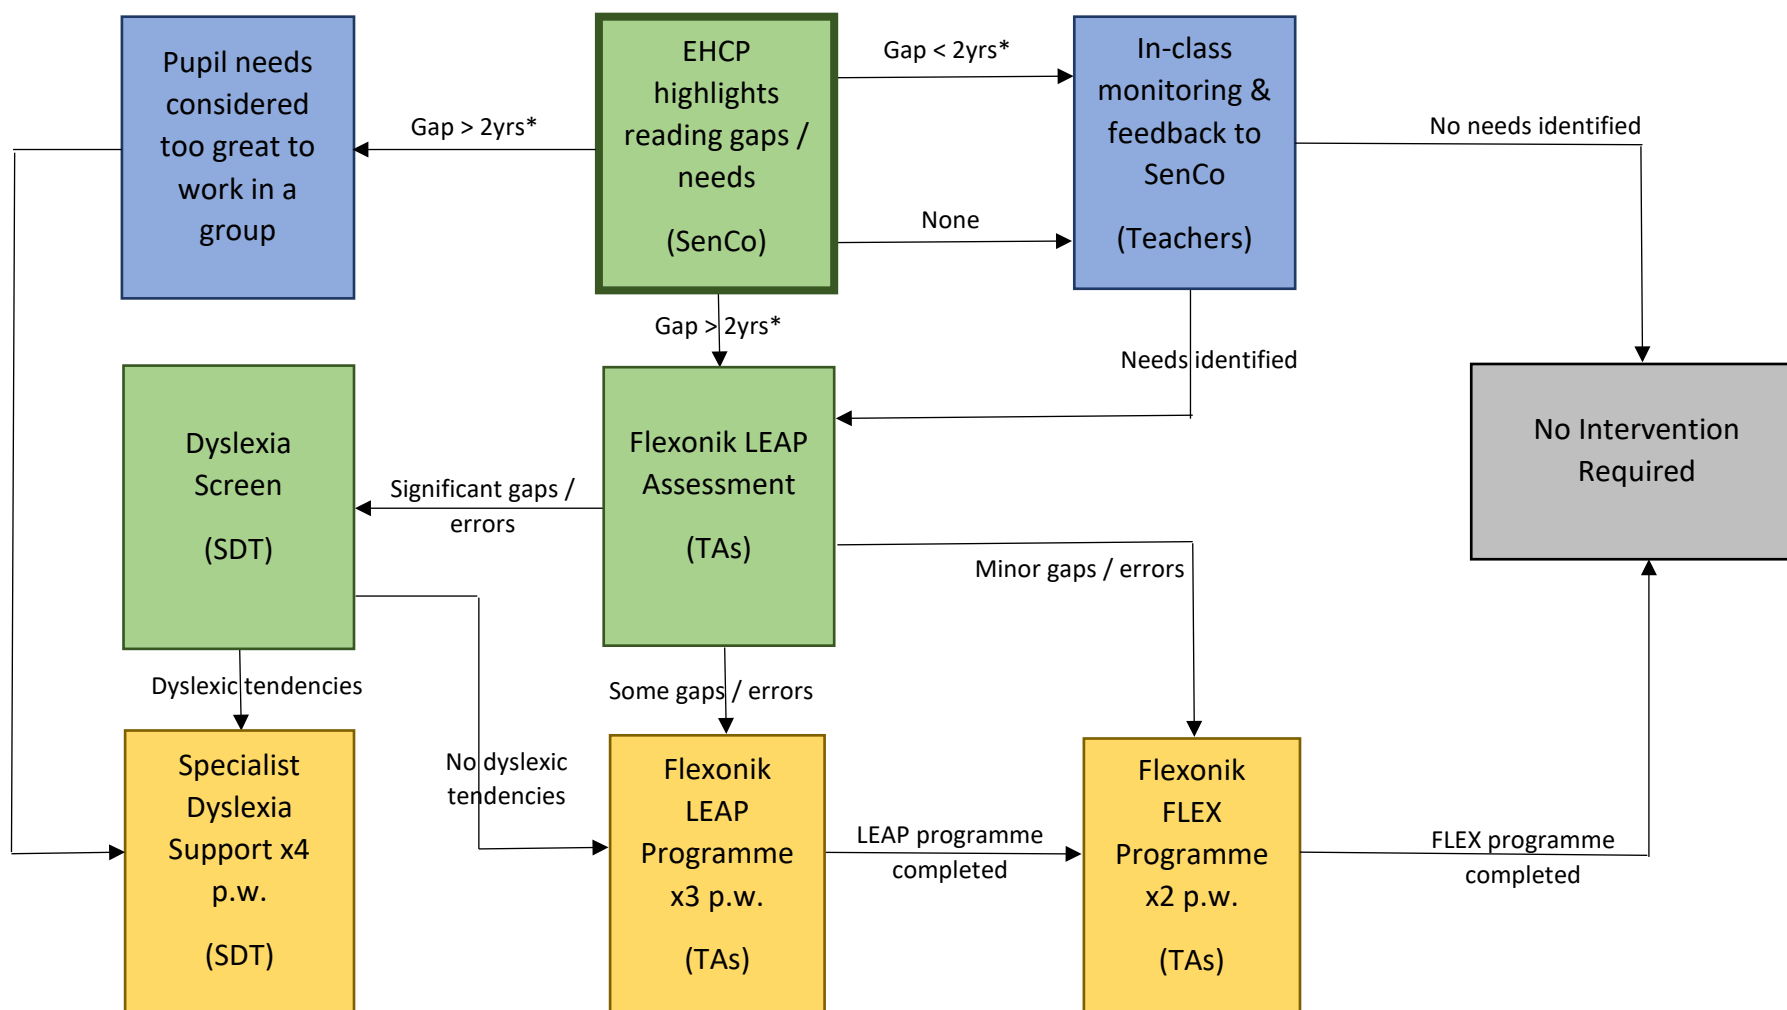 Pupil needs
considered
too great to
work in a
group
Gap > 2yrs*
EHCP
highlights
reading gaps /
needs
(SenCo)
Gap < 2yrs*
None
In-class
monitoring &
feedback to
SenCo
(Teachers)
No needs identified
Gap > 2yrs*
Needs identified
Dyslexia
Screen
(SDT)
Significant gaps /
errors
Flexonik LEAP
Assessment
(TAs)
Minor gaps / errors
No Intervention
Required
Dyslexic tendencies
Some gaps / errors
Specialist
Dyslexia
Support x4
p.w.
(SDT)
No dyslexic
tendencies
Flexonik
LEAP
Programme
x3 p.w.
(TAs)
LEAP programme
completed
Flexonik
FLEX
Programme
x2 p.w.
(TAs)
FLEX programme
completed